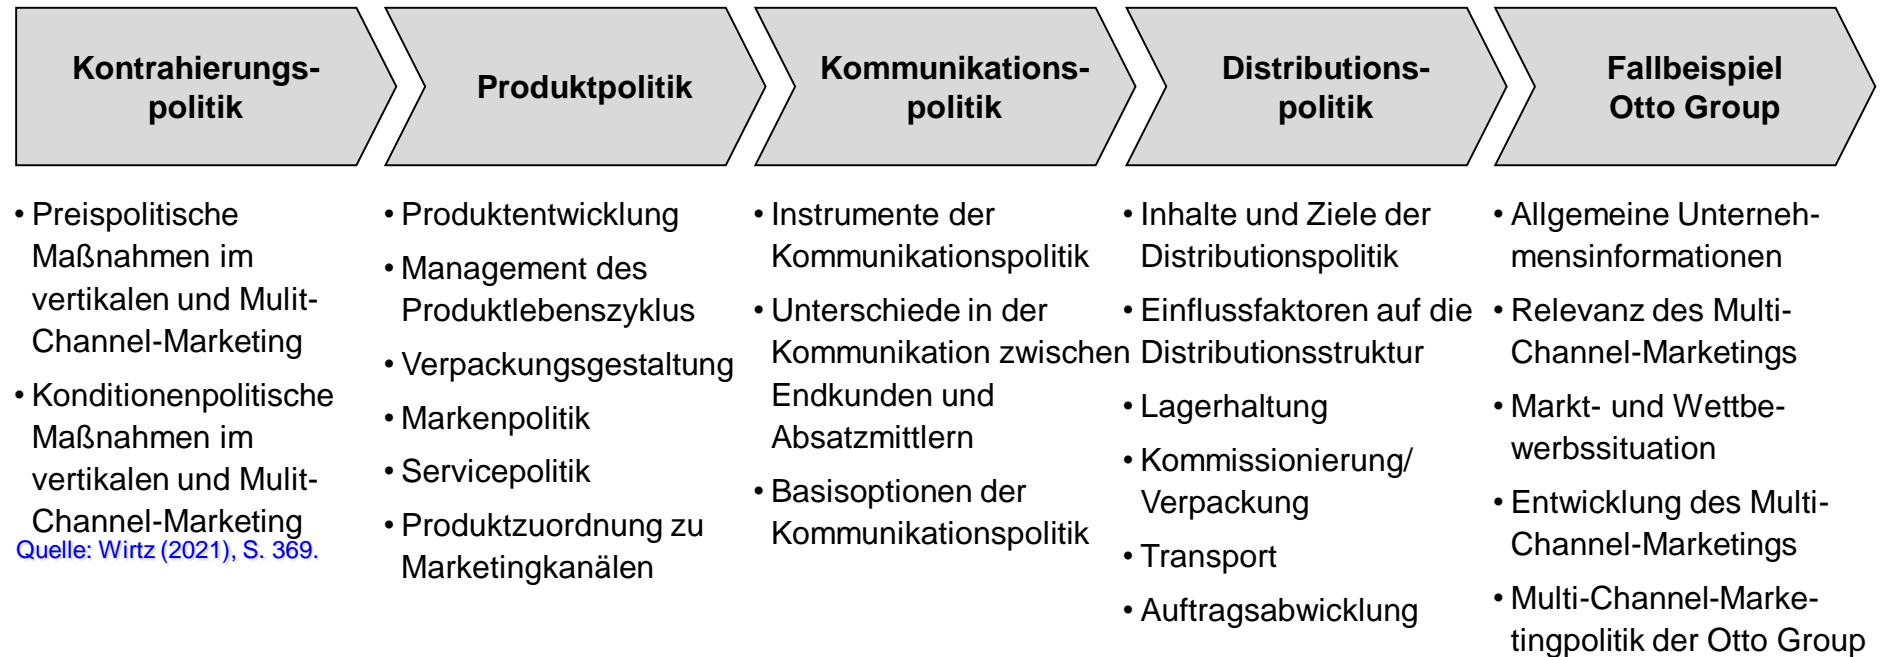 Kontrahierungs-
politik
Produktpolitik
Kommunikations-
politik
Distributions-
politik
Fallbeispiel
Otto Group
• Preispolitische
Maßnahmen im
vertikalen und Mulit-
Channel-Marketing
• Konditionenpolitische
Maßnahmen im
vertikalen und Mulit-
Channel-Marketing
Quelle: Wirtz (2021), S. 369.
• Produktentwicklung
• Management des
Produktlebenszyklus
• Verpackungsgestaltung
• Markenpolitik
• Servicepolitik
• Produktzuordnung zu
Marketingkanälen
• Instrumente der
Kommunikationspolitik
• Unterschiede in der
Kommunikation zwischen
Endkunden und
Absatzmittlern
• Basisoptionen der
Kommunikationspolitik
• Inhalte und Ziele der
Distributionspolitik
• Einflussfaktoren auf die
Distributionsstruktur
• Lagerhaltung
• Kommissionierung/
Verpackung
• Transport
• Auftragsabwicklung
• Allgemeine Unterneh-
mensinformationen
• Relevanz des Multi-
Channel-Marketings
• Markt- und Wettbe-
werbssituation
• Entwicklung des Multi-
Channel-Marketings
• Multi-Channel-Marke-
tingpolitik der Otto Group